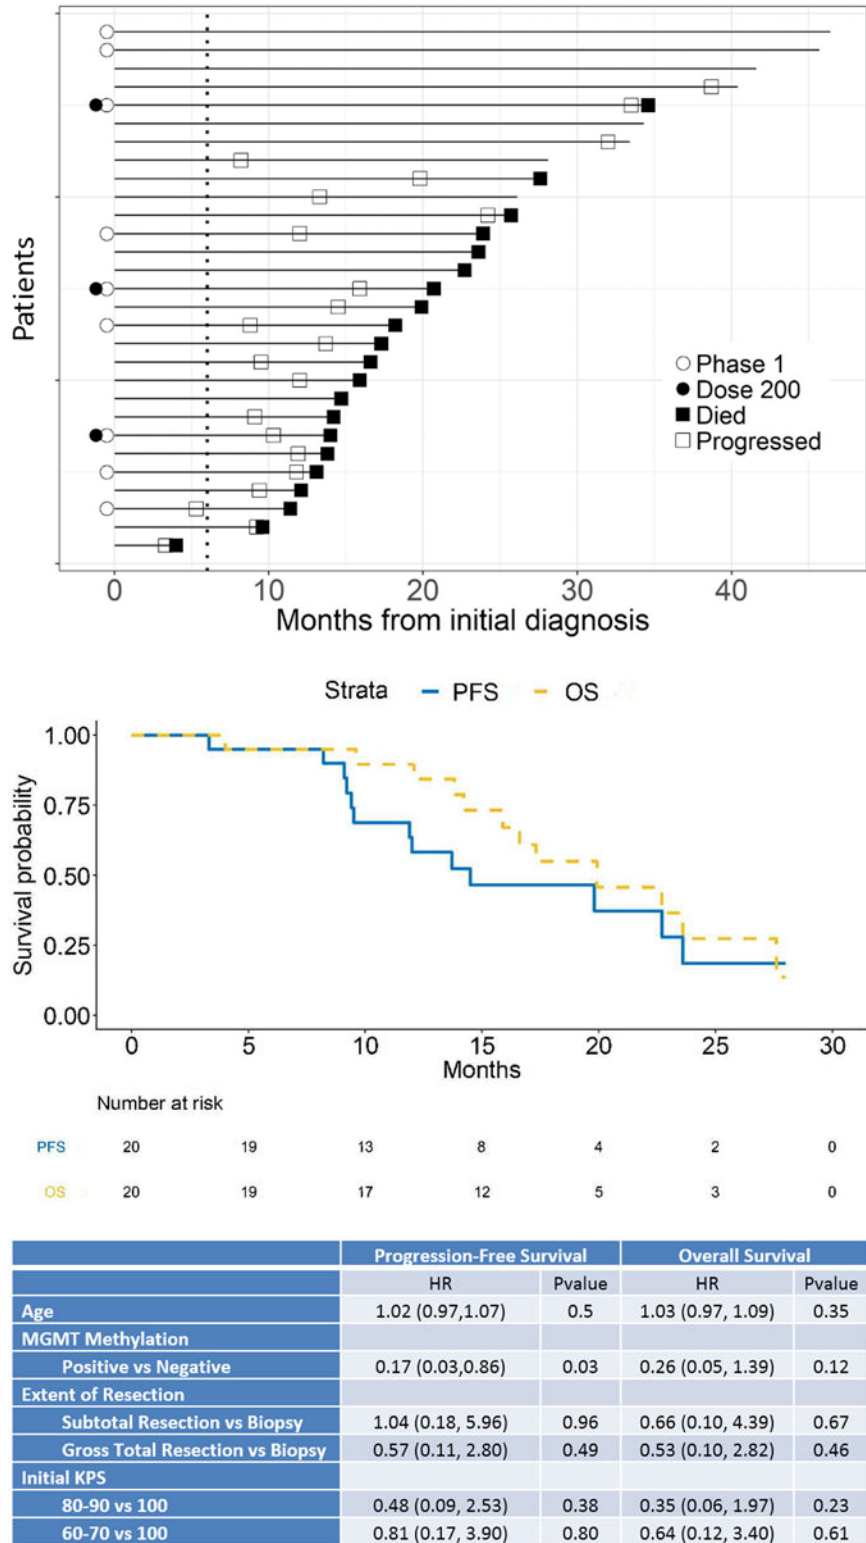 Patients
Phase 1
Dose 200
Died
Progressed
0 10 20 30 40
Months from initial diagnosis
Strata PFS OS
Survival probability
1.00
0.75
0.50
0.25
0.00
0 5 10 15 20 25 30
Months
Number at risk
PFS 20 19 13 8 4 2 0
OS 20 19 17 12 5 3 0
Progression-Free Survival Overall Survival
HR Pvalue HR Pvalue
Age 1.02 (0.97,1.07) 0.5 1.03 (0.97, 1.09) 0.35
MGMT Methylation
Positive vs Negative 0.17 (0.03,0.86) 0.03 0.26 (0.05, 1.39) 0.12
Extent of Resection
Subtotal Resection vs Biopsy 1.04 (0.18, 5.96) 0.96 0.66 (0.10, 4.39) 0.67
Gross Total Resection vs Biopsy 0.57 (0.11, 2.80) 0.49 0.53 (0.10, 2.82) 0.46
Initial KPS
80-90 vs 100 0.48 (0.09, 2.53) 0.38 0.35 (0.06, 1.97) 0.23
60-70 vs 100 0.81 (0.17, 3.90) 0.80 0.64 (0.12, 3.40) 0.61